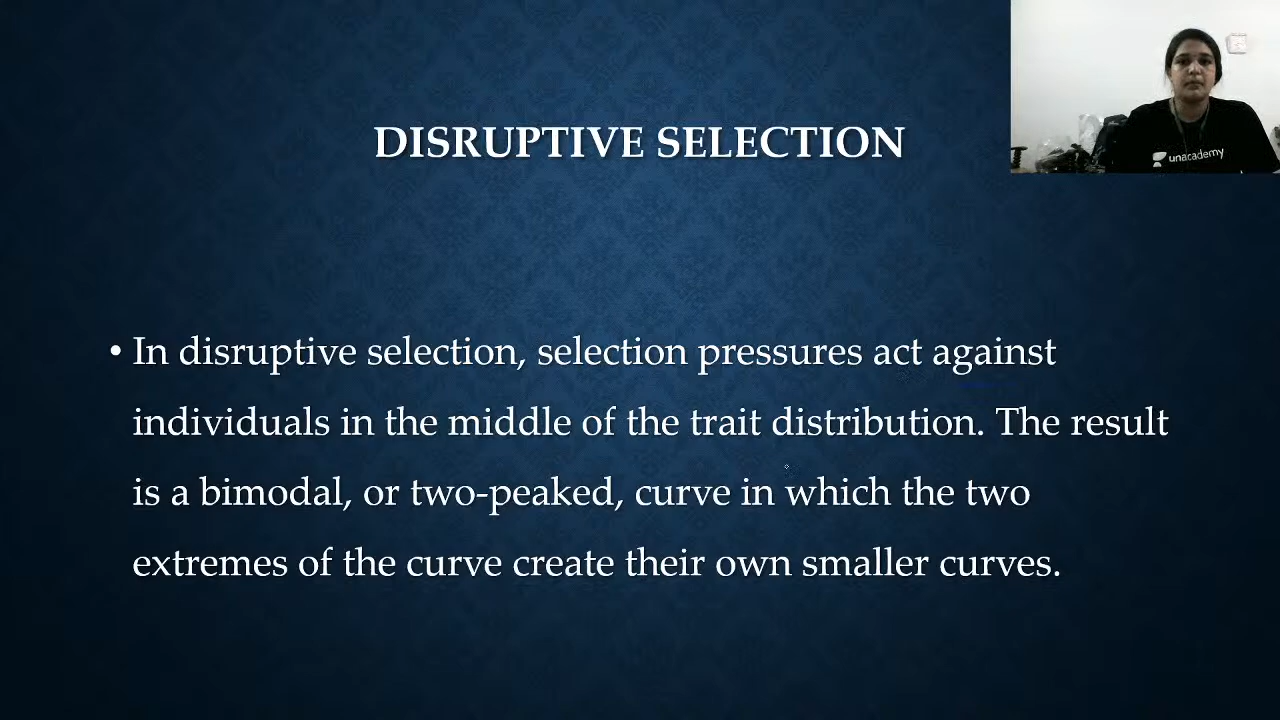 DISRUPTIVE SELECTION
unacademy
• In disruptive selection, selection pressures act against
individuals in the middle of the trait distribution. The result
is a bimodal, or two-peaked, curve in which the two
extremes of the curve create their own smaller curves.